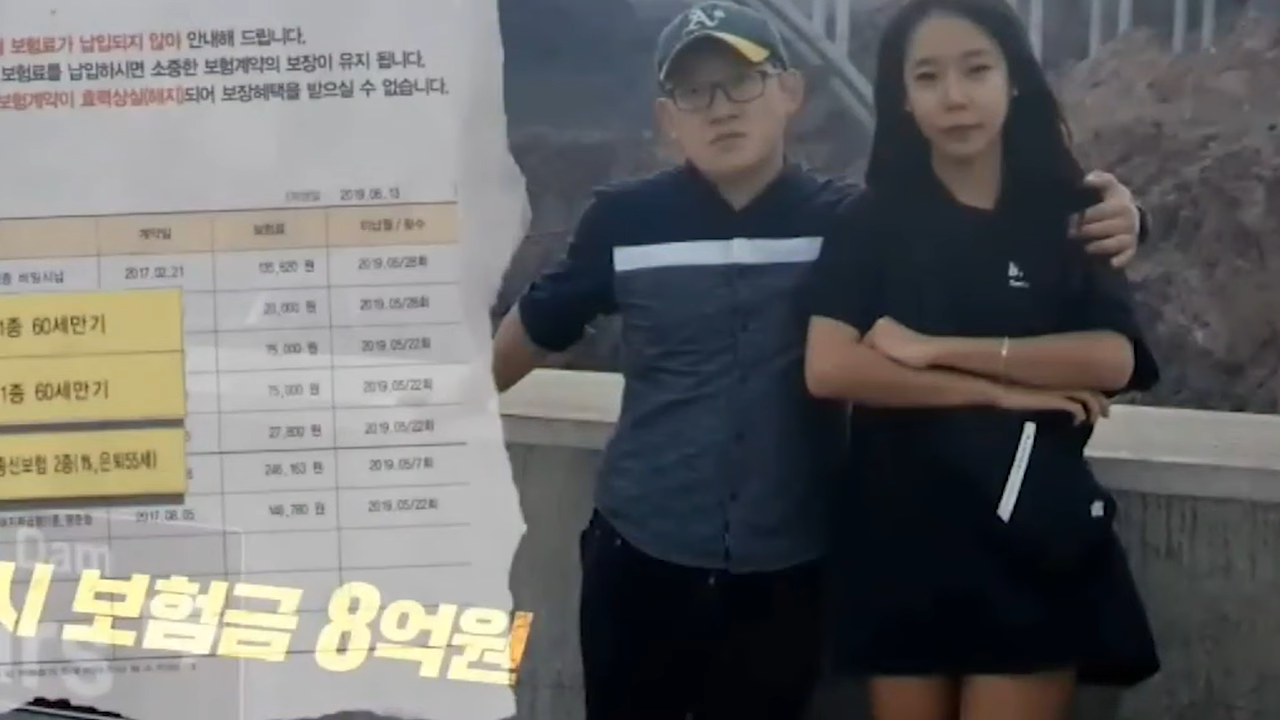 보험료가 납입되지 않아 안내해 드립니다.
보험료를 납입하시면 소중한 보험계약의 보장이 유지 됩니다.
보험계약이 효력상실(해지)되어 보장혜택을 받으실 수 없습니다.
2019.06.13
계약일 보험료 미납월 / 횟수
2017.02.21 135,620 원 2019.05/28회
1종 60세만기 20,000 원 2019.05/28회
75,000 원 2019.05/22회
1종 60세만기 75,000 원 2019.05/22회
27,800 원 2019.05/22회
종신보험 2종(1%,은퇴55세) 246,163 원 2019.05/7회
2017.08.05 146,780 원 2019.05/22회
Dam
시 보험금 8억원
A's
b.